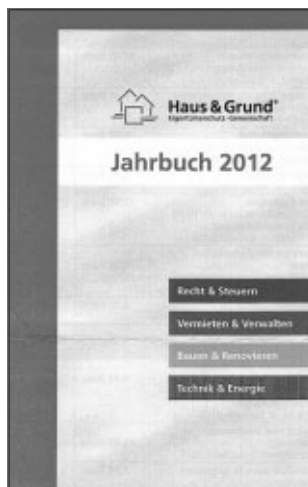 Haus & Grund®
Eigentümerschutz-Gemeinschaft
Jahrbuch 2012
Recht & Steuern
Vermieten & Verwalten
Bauen & Renovieren
Technik & Energie